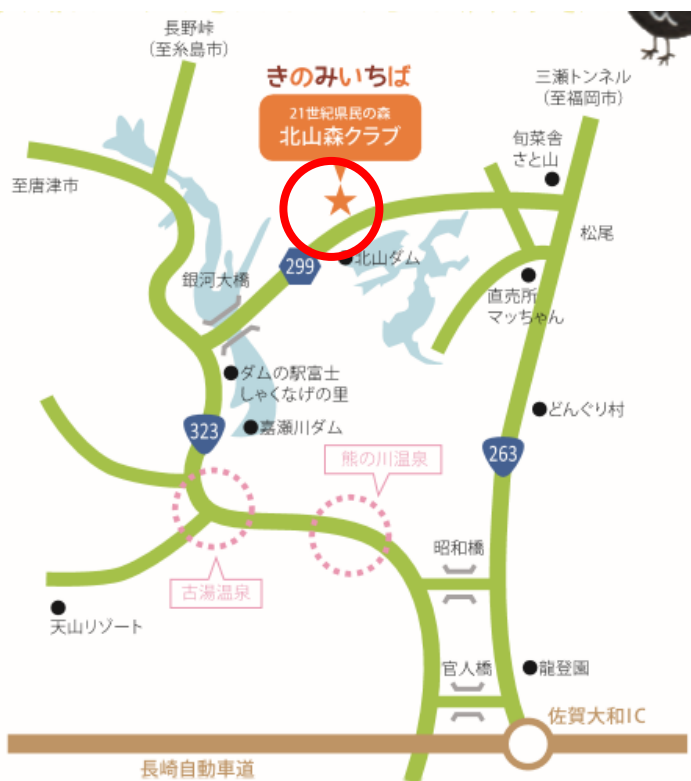 長野峠
(至糸島市)
きのみいちば
21世紀県民の森
北山森クラブ
三瀬トンネル
(至福岡市)
旬菜舎
さと山
至唐津市
松尾
銀河大橋
299
北山ダム
直売所
マッちゃん
ダムの駅富士
しゃくなげの里
どんぐり村
323
嘉瀬川ダム
263
熊の川温泉
昭和橋
古湯温泉
天山リゾート
官人橋
龍登園
佐賀大和IC
長崎自動車道